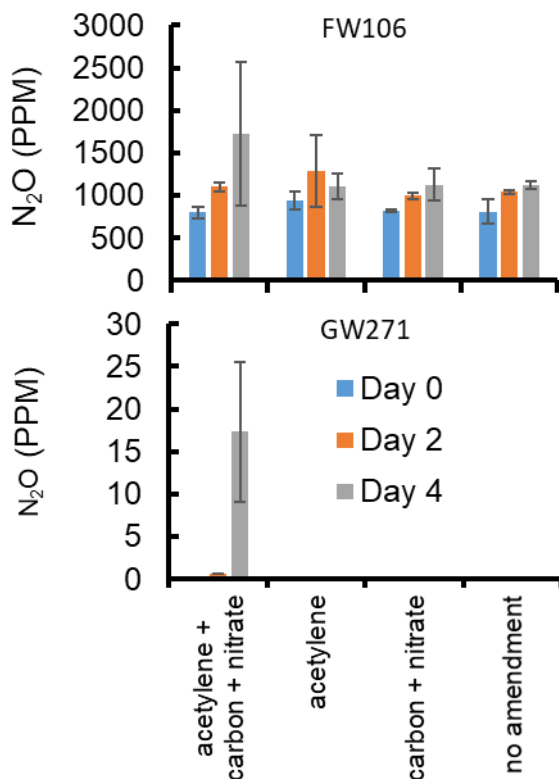 FW106
N₂O (PPM)
3000
2500
2000
1500
1000
500
0
GW271
N₂O (PPM)
30
25
20
15
10
5
0
Day 0
Day 2
Day 4
acetylene +
carbon + nitrate
acetylene
carbon + nitrate
no amendment